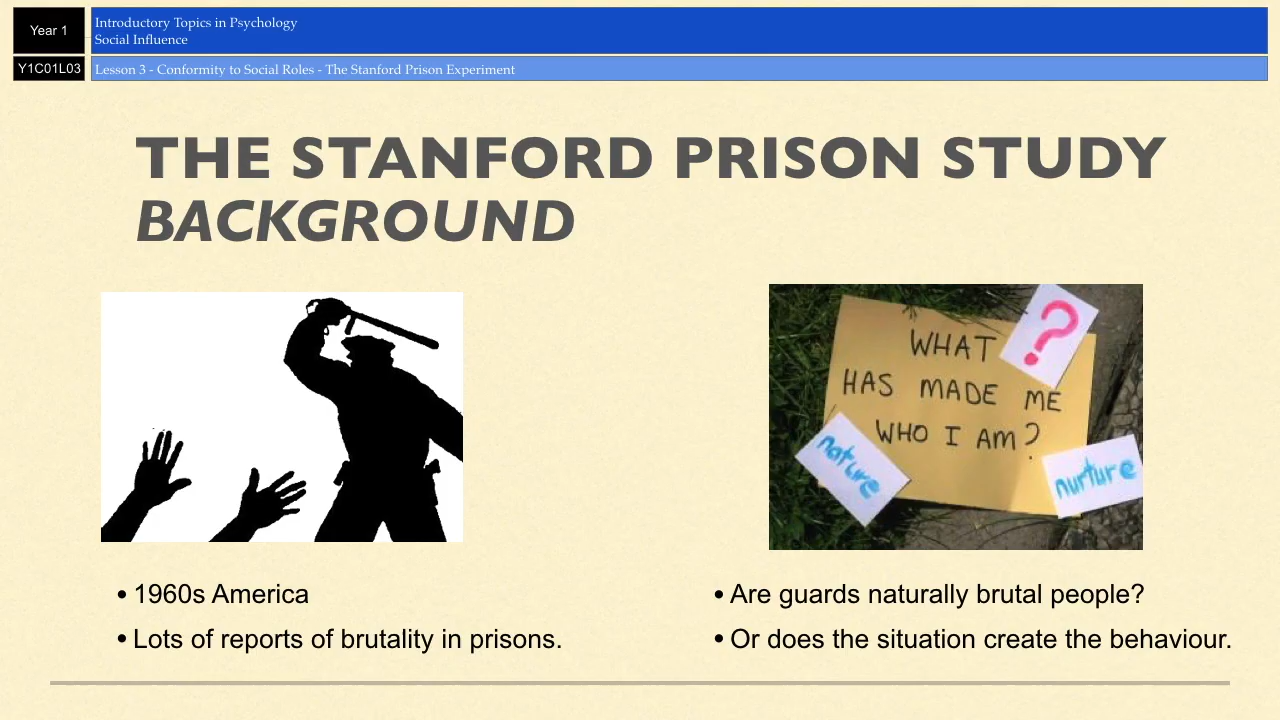 Year 1
Introductory Topics in Psychology
Social Influence
Y1C01L03
Lesson 3 - Conformity to Social Roles - The Stanford Prison Experiment
THE STANFORD PRISON STUDY
BACKGROUND
WHAT ?
HAS MADE ME
WHO I AM?
nature
nurture
• 1960s America
• Lots of reports of brutality in prisons.
• Are guards naturally brutal people?
• Or does the situation create the behaviour.